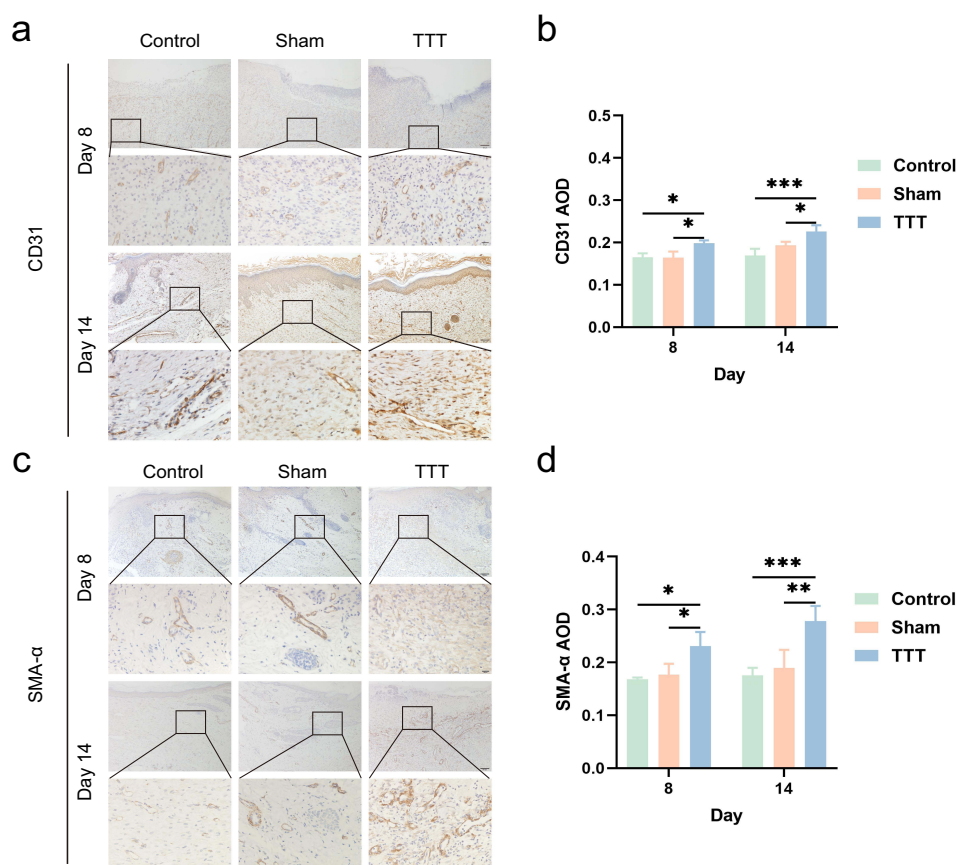 a
Control Sham TTT
CD31
Day 8
Day 14
b
CD31 AOD
0.5
0.4
0.3
0.2
0.1
0.0
* * *** *
8 14
Day
Control
Sham
TTT
c
Control Sham TTT
SMA-α
Day 8
Day 14
d
SMA-α AOD
0.4
0.3
0.2
0.1
0.0
* * *** **
8 14
Day
Control
Sham
TTT